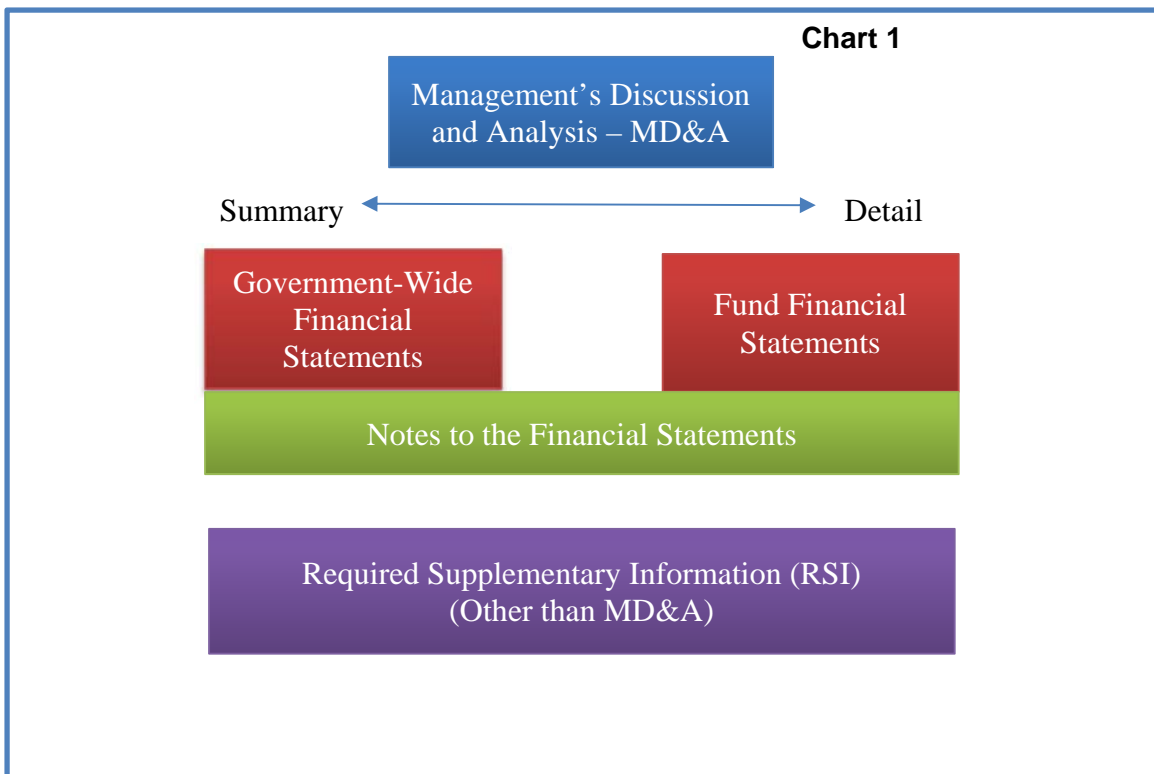 Chart 1
Management’s Discussion
and Analysis – MD&A
Summary
Detail
Government-Wide
Financial
Statements
Fund Financial
Statements
Notes to the Financial Statements
Required Supplementary Information (RSI)
(Other than MD&A)